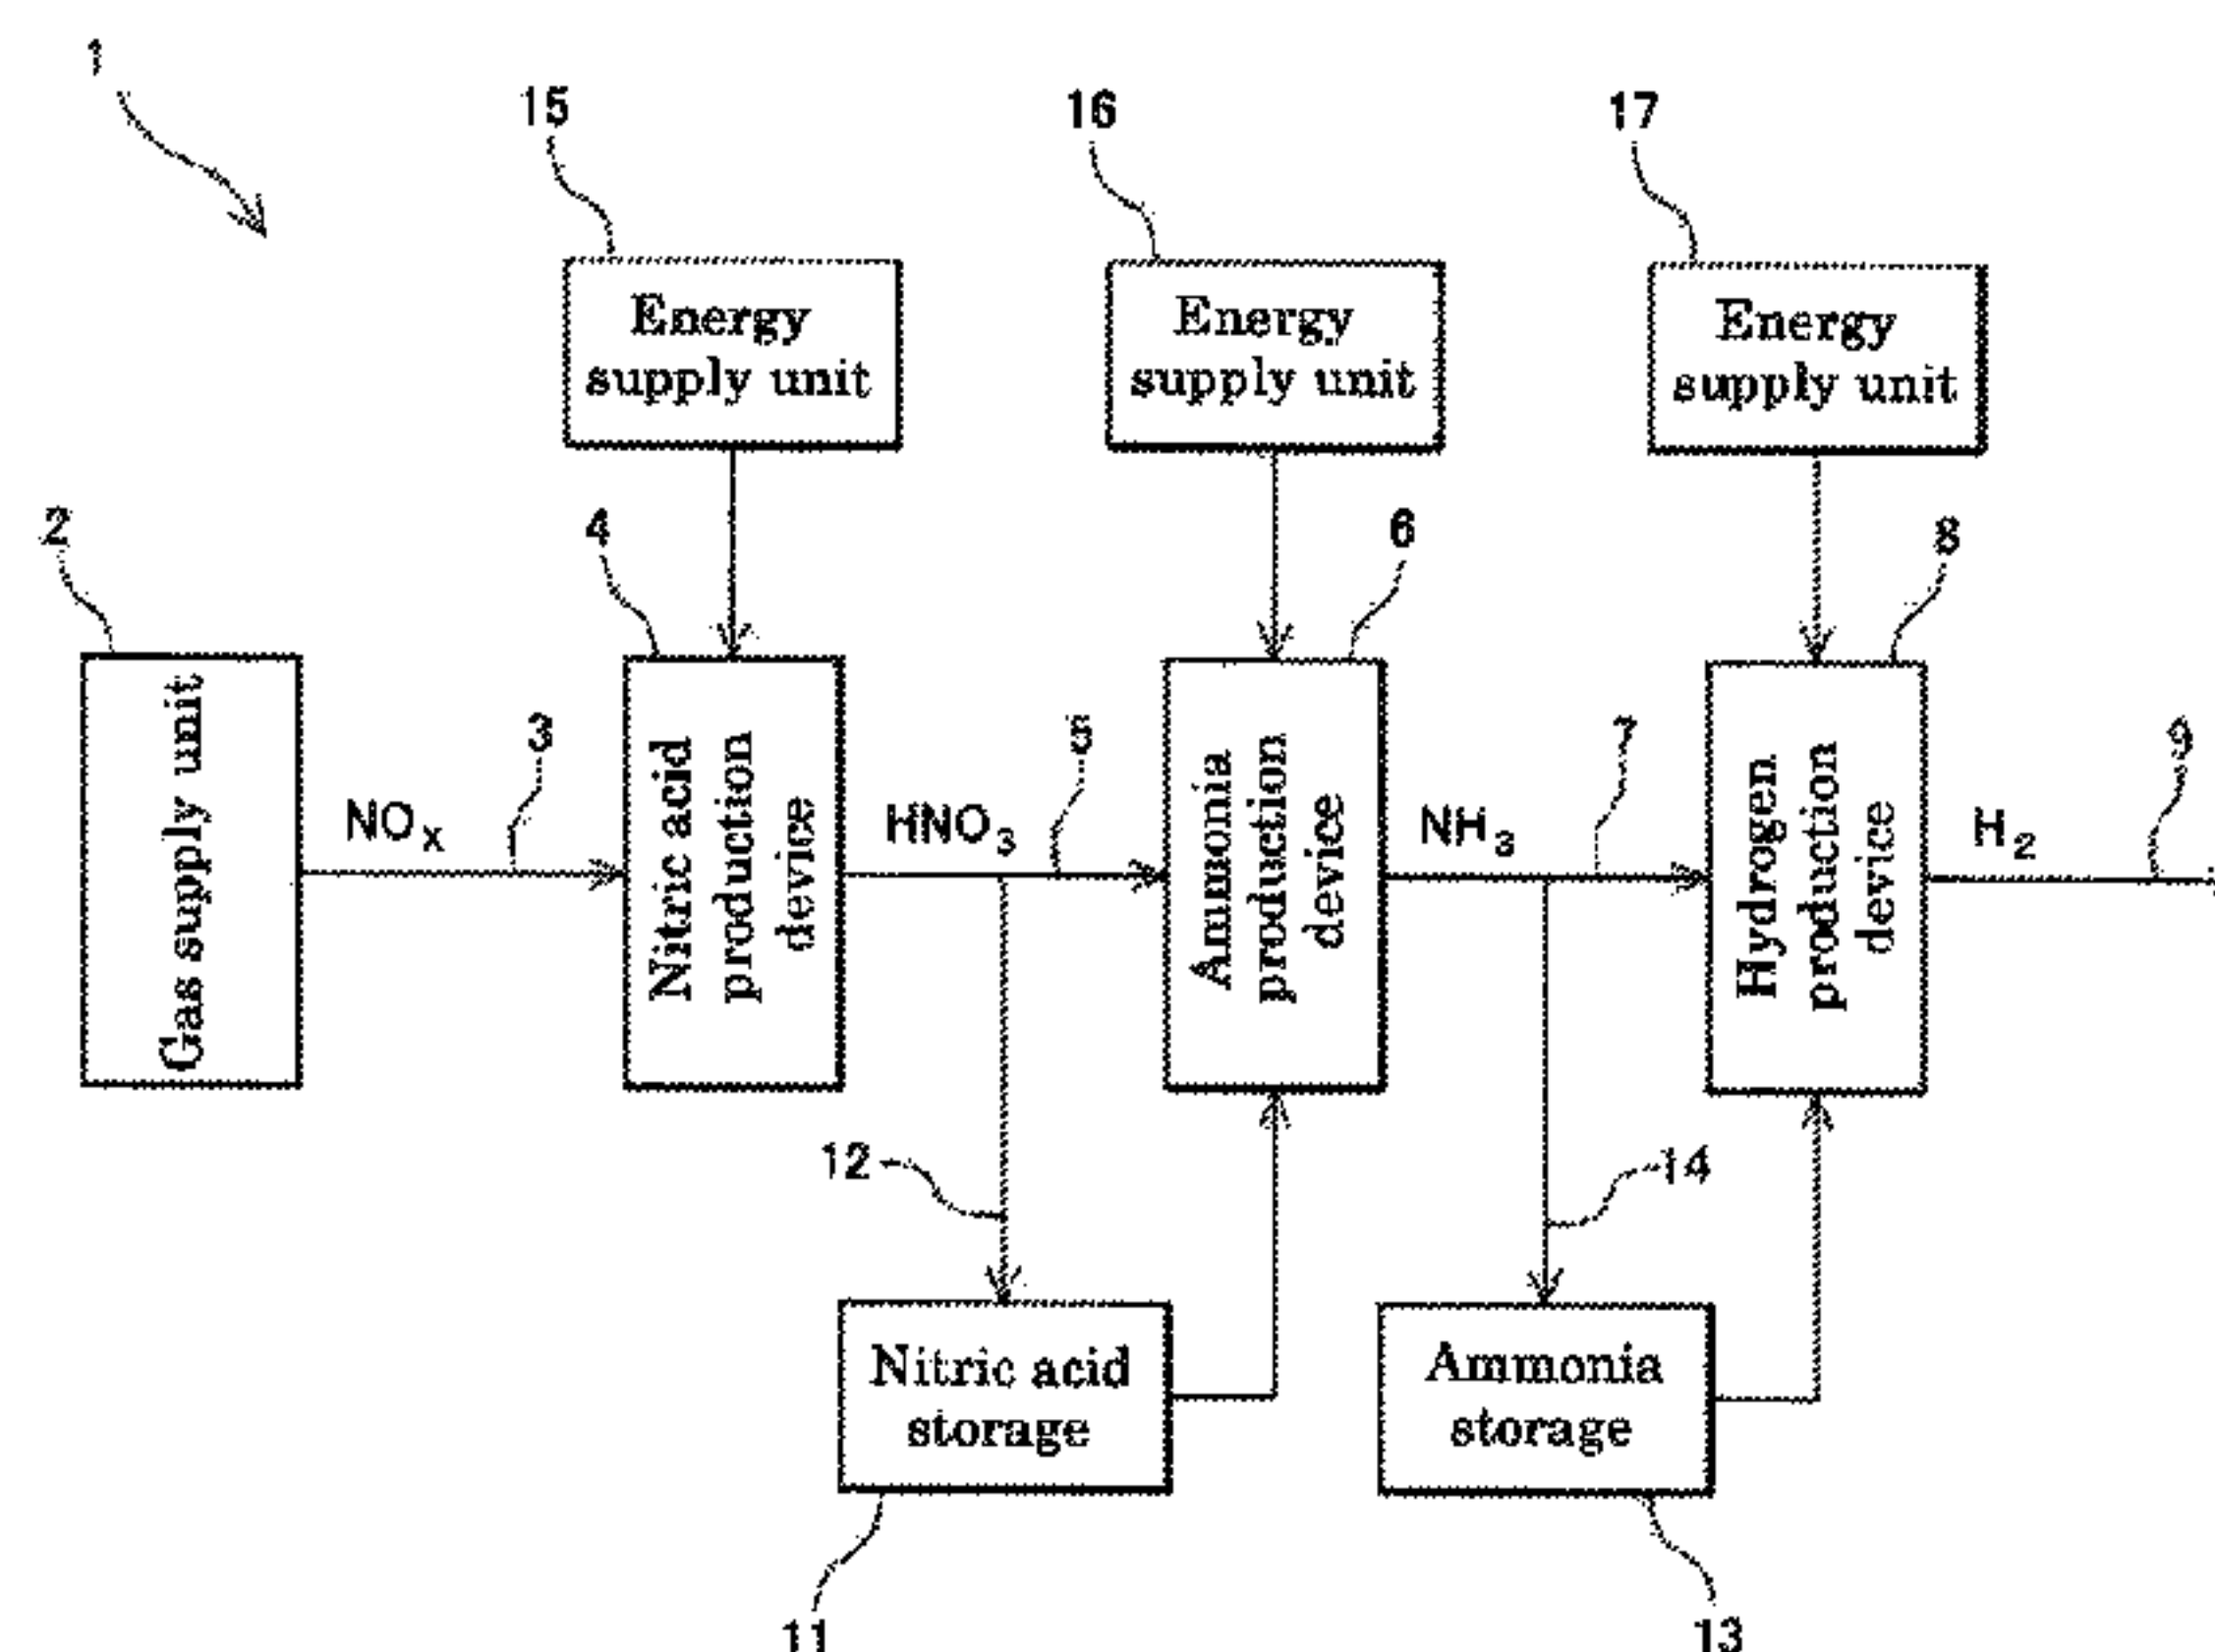 1
15
16
17
Energy
supply unit
Energy
supply unit
Energy
supply unit
2
4
6
8
Gas supply unit
NOx
3
Nitric acid
production
device
HNO3
5
Ammonia
production
device
NH3
7
Hydrogen
production
device
H2
9
12
14
Nitric acid
storage
Ammonia
storage
11
13